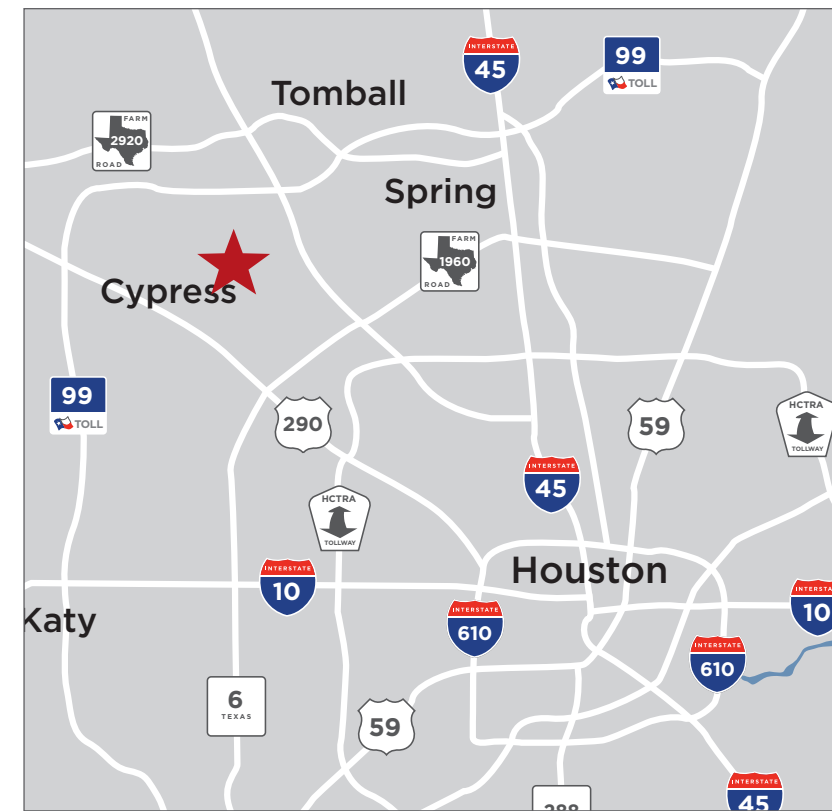 INTERSTATE
45
99
TOLL
Tomball
FARM
2920
ROAD
Spring
FARM
1960
ROAD
Cypress
99
TOLL
290
59
HCTRA
TOLLWAY
INTERSTATE
45
HCTRA
TOLLWAY
Houston
INTERSTATE
10
INTERSTATE
10
Katy
INTERSTATE
610
INTERSTATE
610
6
TEXAS
59
INTERSTATE
45
288